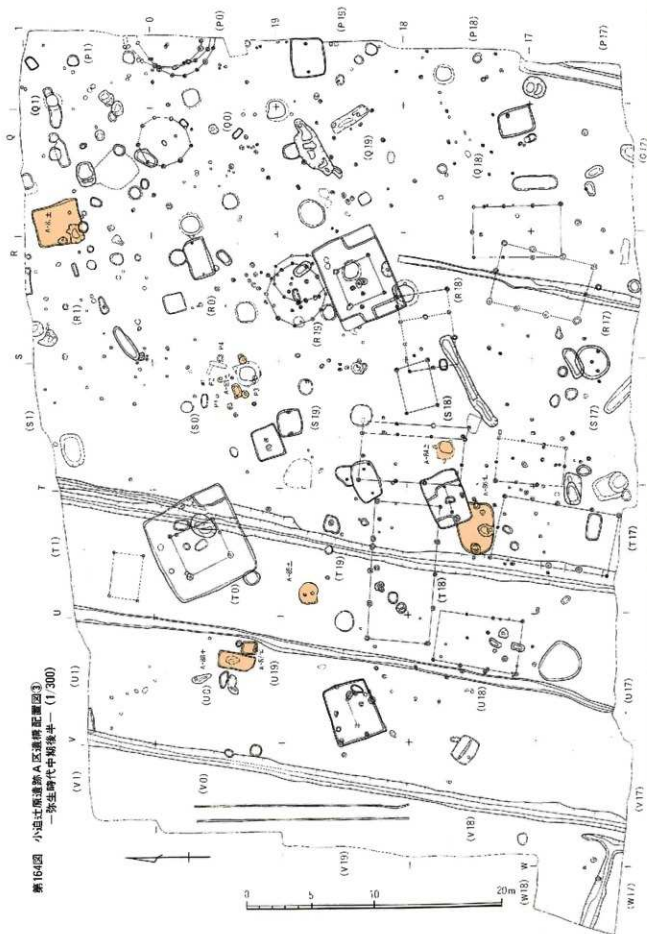 第164図 小迫辻原遺跡A区遺構配置図③
—弥生時代中期後半— (1/300)
1
0
19
18
17
(P1)
(P0)
(P19)
(P18)
(P17)
Q
(Q1)
(Q0)
(Q19)
(Q18)
(Q17)
R
(R1)
(R0)
(R19)
(R18)
(R17)
S
(S1)
(S0)
(S19)
(S18)
(S17)
P4
T
(T1)
(T0)
(T19)
(T18)
(T17)
U
(U1)
(U0)
(U19)
(U18)
(U17)
V
(V1)
(V0)
(V19)
(V18)
(V17)
W
(W18)
(W17)
0
5
10
20m